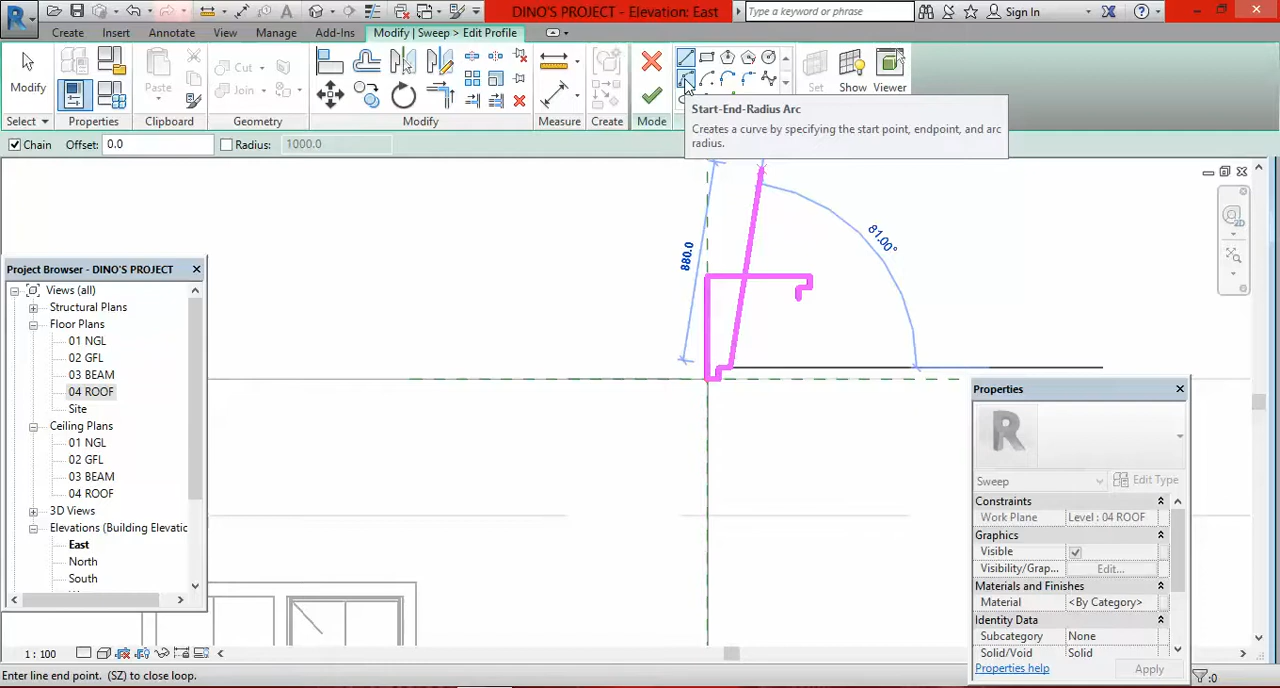 DINO'S PROJECT - Elevation: East
Type a keyword or phrase
Sign In
Create Insert Annotate View Manage Add-Ins Modify | Sweep > Edit Profile
Modify
Paste
Cut
Join
Set Show Viewer
Select Properties Clipboard Geometry Modify Measure Create Mode
Start-End-Radius Arc
Creates a curve by specifying the start point, endpoint, and arc
radius.
Chain Offset: 0.0 Radius: 1000.0
2D
880.0
81.00°
Project Browser - DINO'S PROJECT
Views (all)
Structural Plans
Floor Plans
01 NGL
02 GFL
03 BEAM
04 ROOF
Site
Ceiling Plans
01 NGL
02 GFL
03 BEAM
04 ROOF
3D Views
Elevations (Building Elevatic
East
North
South
Properties
R
Sweep
Edit Type
Constraints
Work Plane Level : 04 ROOF
Graphics
Visible
Visibility/Grap... Edit...
Materials and Finishes
Material <By Category>
Identity Data
Subcategory None
Solid/Void Solid
Properties help
Apply
1 : 100
Enter line end point. (SZ) to close loop.
:0